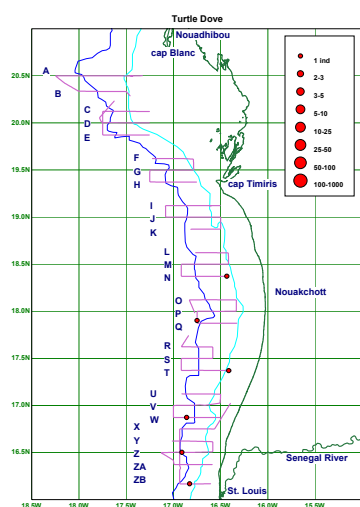 Turtle Dove
Nouadhibou
cap Blanc
1 ind
2-3
3-5
5-10
10-25
25-50
50-100
100-1000
20.5N
20.0N
19.5N
19.0N
18.5N
18.0N
17.5N
17.0N
16.5N
A
B
C
D
E
F
G
H
I
J
K
L
M
N
O
P
Q
R
S
T
U
V
W
X
Y
Z
ZA
ZB
cap Timiris
Nouakchott
Senegal River
St. Louis
18.5W 18.0W 17.5W 17.0W 16.5W 16.0W 15.5W